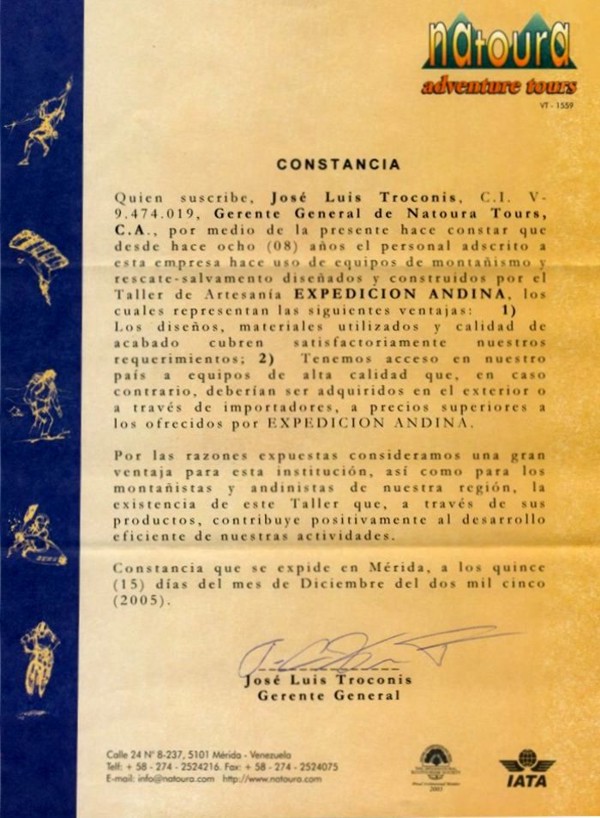 natoura
adventure tours
VT - 1559
CONSTANCIA
Quien suscribe, José Luis Troconis, C.I. V-
9.474.019, Gerente General de Natoura Tours,
C.A., por medio de la presente hace constar que
desde hace ocho (08) años el personal adscrito a
esta empresa hace uso de equipos de montañismo y
rescate-salvamento diseñados y construidos por el
Taller de Artesanía EXPEDICION ANDINA, los
cuales representan las siguientes ventajas: 1)
Los diseños, materiales utilizados y calidad de
acabado cubren satisfactoriamente nuestros
requerimientos; 2) Tenemos acceso en nuestro
país a equipos de alta calidad que, en caso
contrario, deberían ser adquiridos en el exterior o
a través de importadores, a precios superiores a
los ofrecidos por EXPEDICION ANDINA.
Por las razones expuestas consideramos una gran
ventaja para esta institución, así como para los
montañistas y andinistas de nuestra región, la
existencia de este Taller que, a través de sus
productos, contribuye positivamente al desarrollo
eficiente de nuestras actividades.
Constancia que se expide en Mérida, a los quince
(15) días del mes de Diciembre del dos mil cinco
(2005).
José Luis Troconis
Gerente General
Calle 24 N° 8-237, 5101 Mérida - Venezuela
Telf: + 58 - 274 - 2524216. Fax: + 58 - 274 - 2524075
E-mail: info@natoura.com http://www.natoura.com
2003
IATA